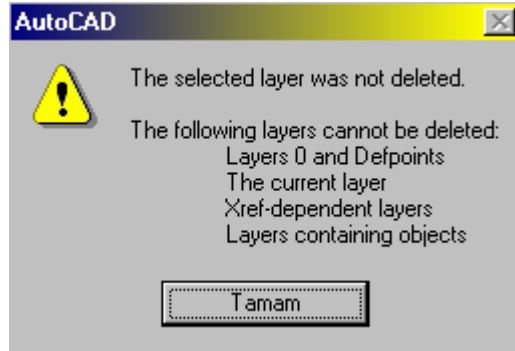 AutoCAD
The selected layer was not deleted.
The following layers cannot be deleted:
Layers 0 and Defpoints
The current layer
Xref-dependent layers
Layers containing objects
Tamam